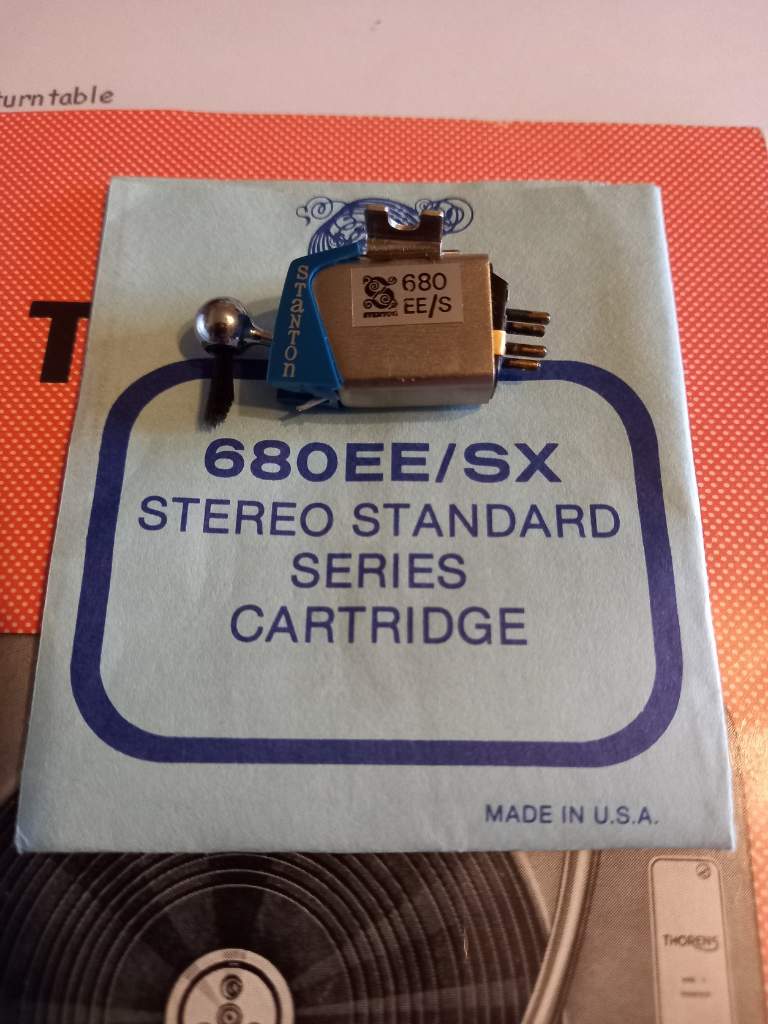 turntable
T
STANTON
680
EE/S
680EE/SX
STEREO STANDARD
SERIES
CARTRIDGE
MADE IN U.S.A.
THORENS